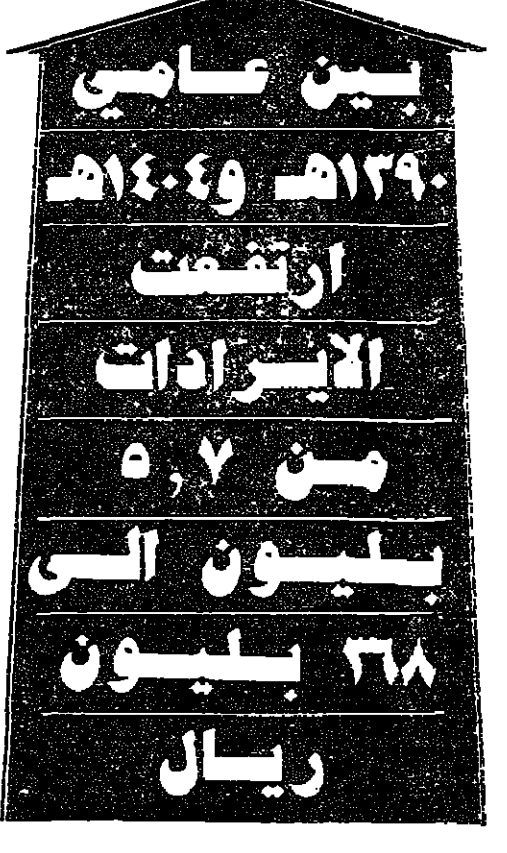 بين عامي
١٣٩٠هـ و١٤٠٤هـ
ارتفعت
الايرادات
من ٥,٧
بليون الى
٣٦٨ بليون
ريال